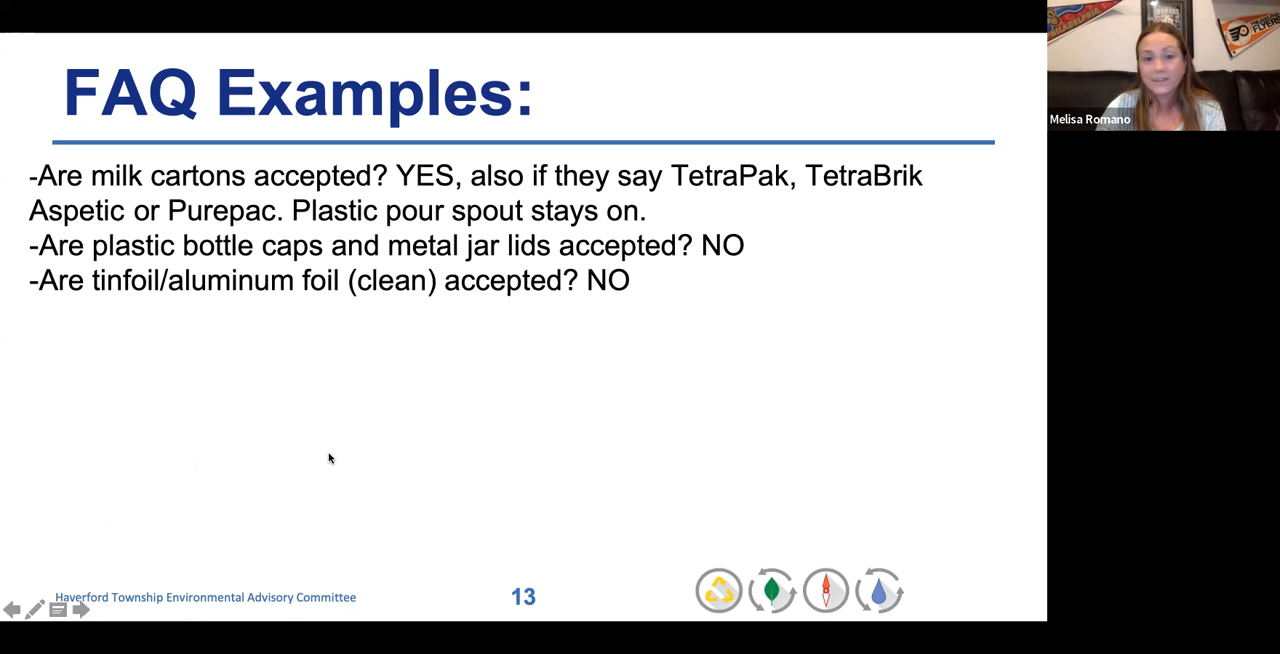 FAQ Examples:
-Are milk cartons accepted? YES, also if they say TetraPak, TetraBrik
Aspetic or Purepac. Plastic pour spout stays on.
-Are plastic bottle caps and metal jar lids accepted? NO
-Are tinfoil/aluminum foil (clean) accepted? NO
Haverford Township Environmental Advisory Committee
13
PHILADELPHIA
FLYERS
Melisa Romano